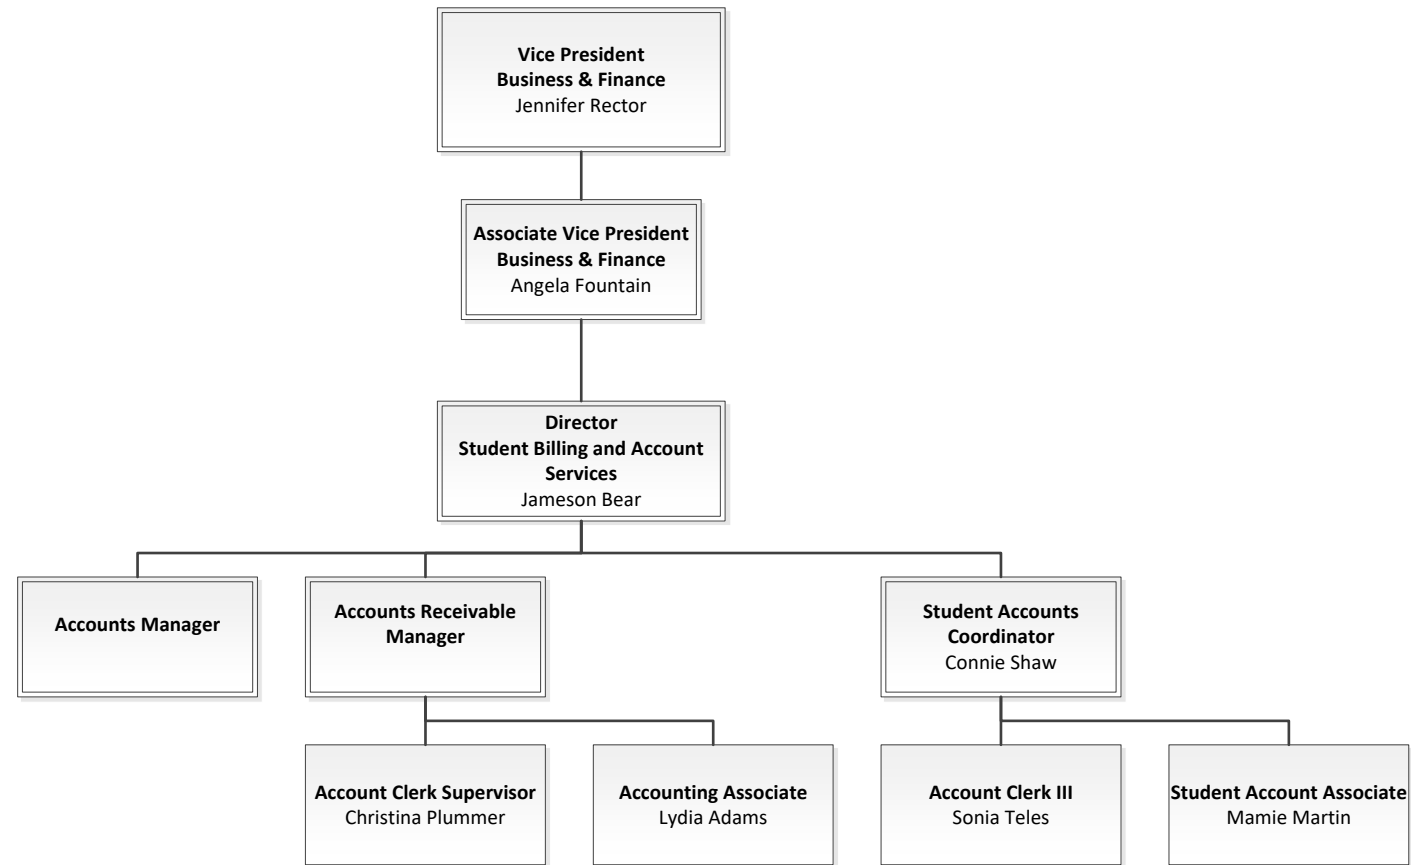 Vice President
Business & Finance
Jennifer Rector
Associate Vice President
Business & Finance
Angela Fountain
Director
Student Billing and Account
Services
Jameson Bear
Accounts Manager
Accounts Receivable
Manager
Student Accounts
Coordinator
Connie Shaw
Account Clerk Supervisor
Christina Plummer
Accounting Associate
Lydia Adams
Account Clerk III
Sonia Teles
Student Account Associate
Mamie Martin